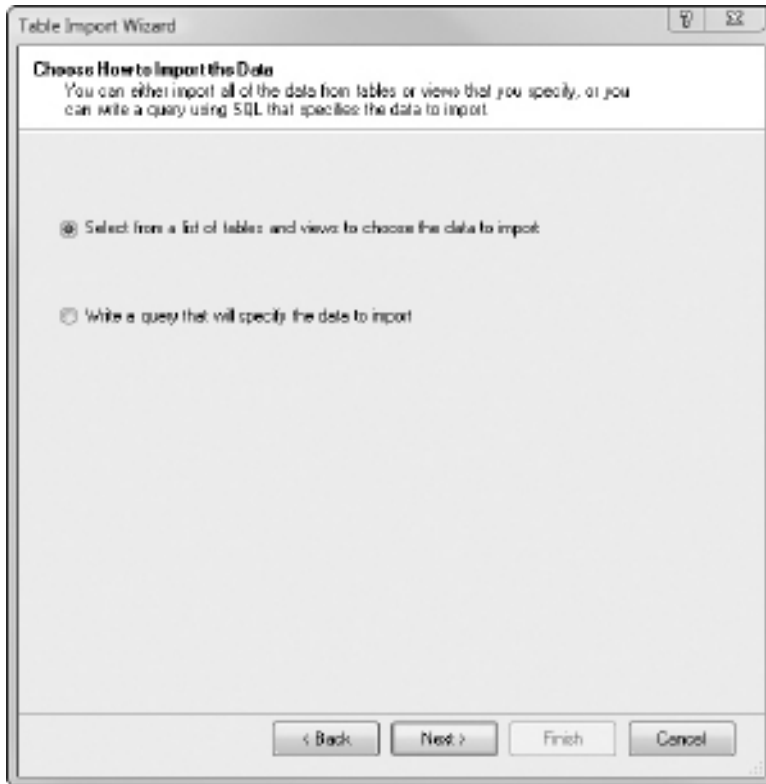 Table Import Wizard
Choose How to Import the Data
You can either import all of the data from tables or views that you specify, or you
can write a query using SQL that specifies the data to import.
Select from a list of tables and views to choose the data to import
Write a query that will specify the data to import
< Back
Next >
Finish
Cancel